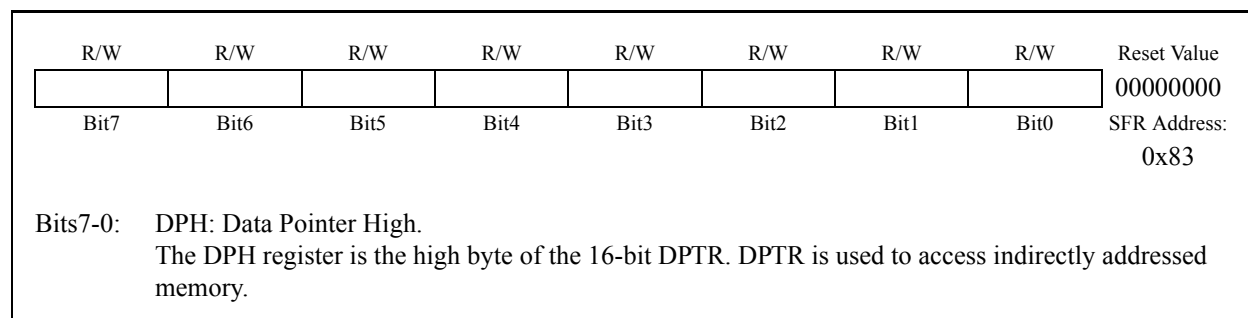 R/W R/W R/W R/W R/W R/W R/W R/W Reset Value
00000000
Bit7 Bit6 Bit5 Bit4 Bit3 Bit2 Bit1 Bit0 SFR Address:
0x83
Bits7-0: DPH: Data Pointer High.
The DPH register is the high byte of the 16-bit DPTR. DPTR is used to access indirectly addressed
memory.